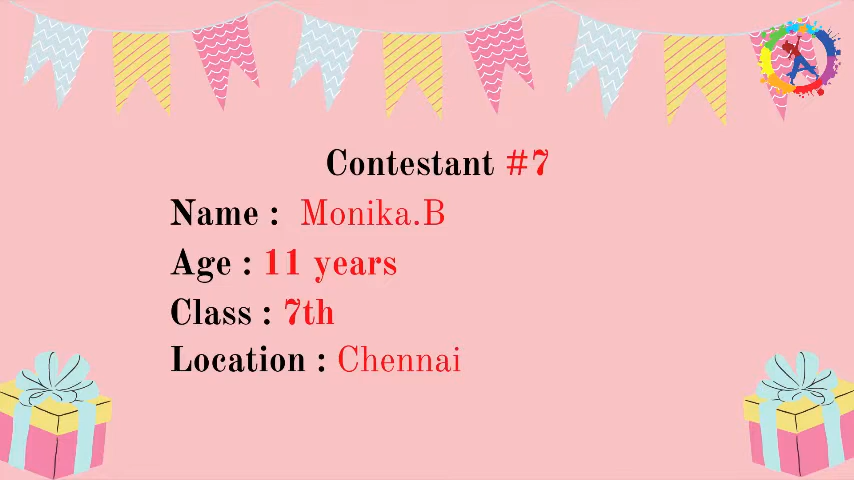 Contestant #7
Name : Monika.B
Age : 11 years
Class : 7th
Location : Chennai